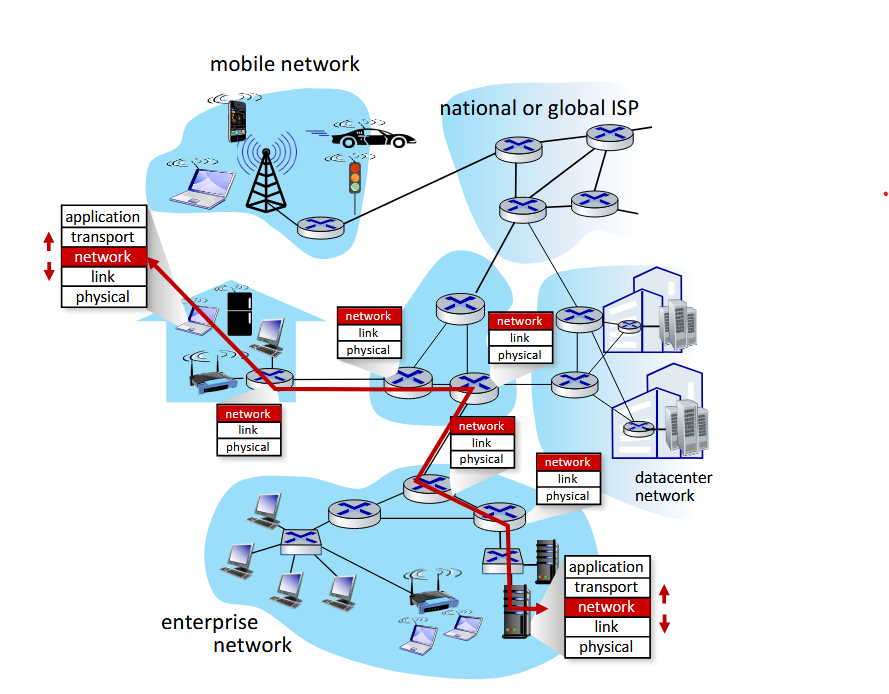 mobile network
national or global ISP
application
transport
network
link
physical
network
link
physical
network
link
physical
network
link
physical
network
link
physical
network
link
physical
datacenter
network
application
transport
network
link
physical
enterprise
network